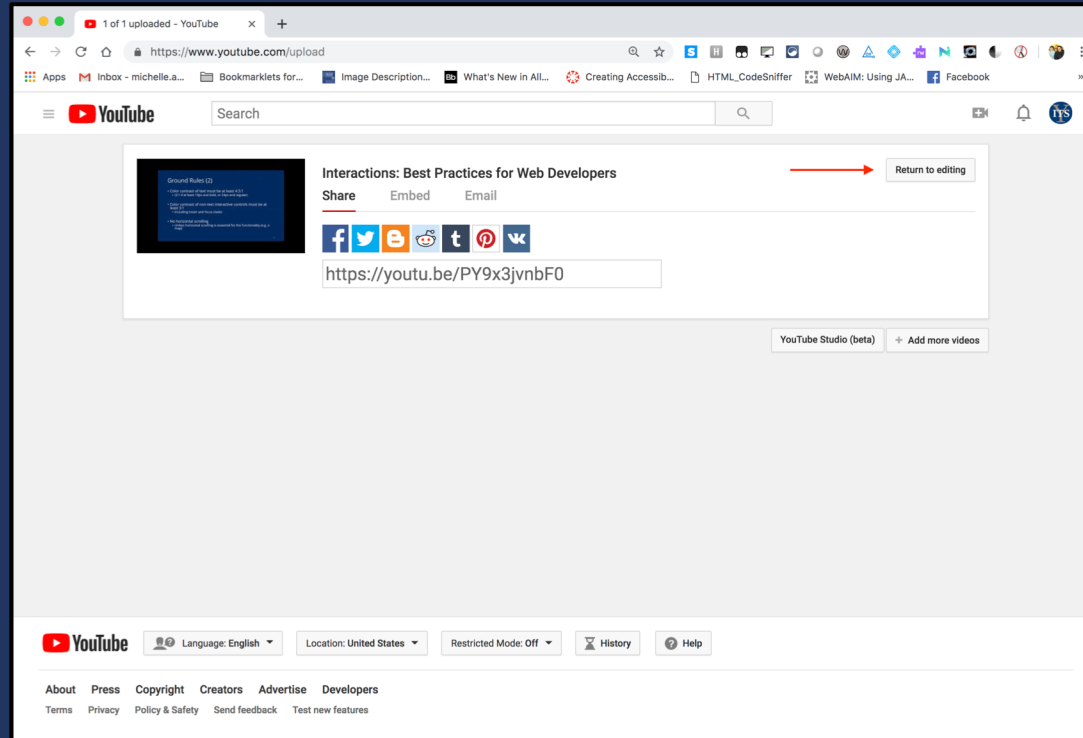 1 of 1 uploaded - YouTube
https://www.youtube.com/upload
Apps Inbox - michelle.a... Bookmarklets for... Image Description... Bb What's New in All... Creating Accessib... HTML_CodeSniffer WebAIM: Using JA... Facebook »
YouTube Search ITS
Ground Rules (2)
Interactions: Best Practices for Web Developers
Return to editing
Share Embed Email
https://youtu.be/PY9x3jvnbF0
YouTube Studio (beta) + Add more videos
YouTube Language: English Location: United States Restricted Mode: Off History Help
About Press Copyright Creators Advertise Developers
Terms Privacy Policy & Safety Send feedback Test new features